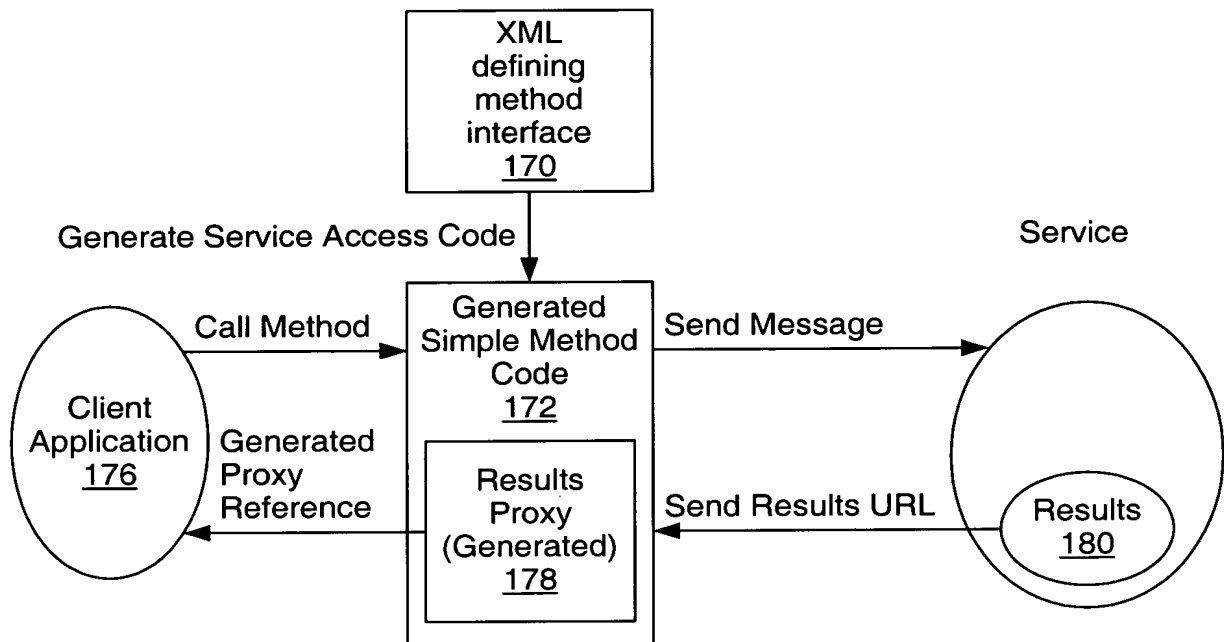 XML
defining
method
interface
170
Generate Service Access Code
Service
Call Method
Generated
Simple Method
Code
172
Send Message
Client
Application
176
Generated
Proxy
Reference
Results
Proxy
(Generated)
178
Send Results URL
Results
180